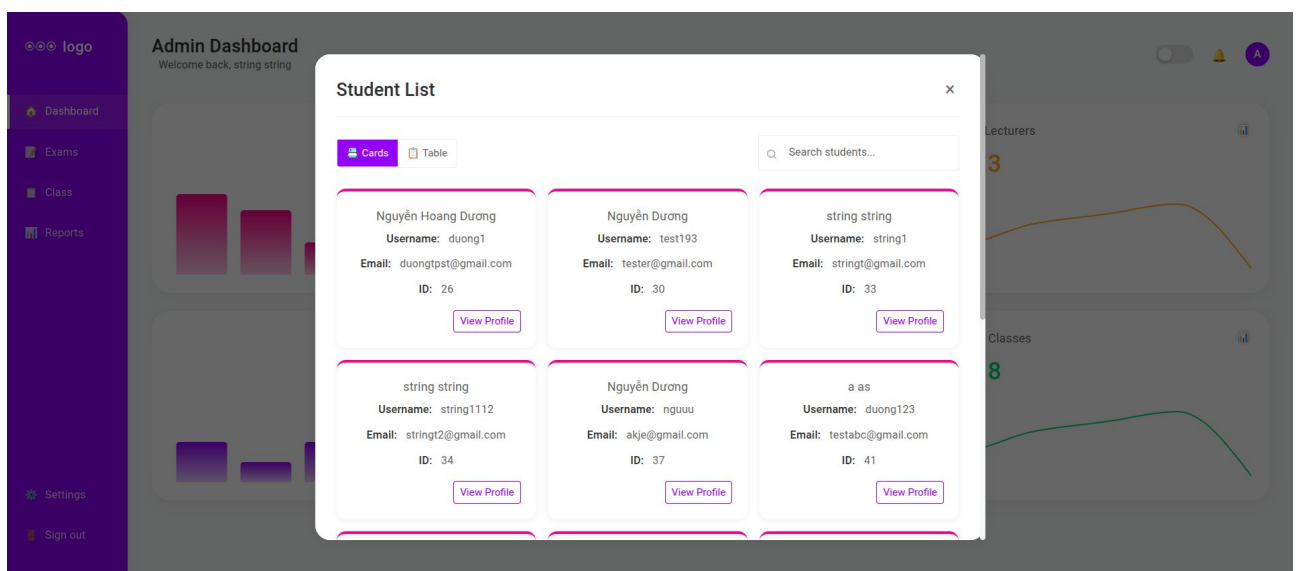 logo
Admin Dashboard
Welcome back, string string
A
Dashboard
Exams
Class
Reports
Settings
Sign out
Lecturers
3
Classes
8
Student List
×
Cards
Table
Search students...
Nguyễn Hoang Dương
Username: duong1
Email: duongtpst@gmail.com
ID: 26
View Profile
Nguyễn Dương
Username: test193
Email: tester@gmail.com
ID: 30
View Profile
string string
Username: string1
Email: stringt@gmail.com
ID: 33
View Profile
string string
Username: string1112
Email: stringt2@gmail.com
ID: 34
View Profile
Nguyễn Dương
Username: nguuu
Email: akje@gmail.com
ID: 37
View Profile
a as
Username: duong123
Email: testabc@gmail.com
ID: 41
View Profile